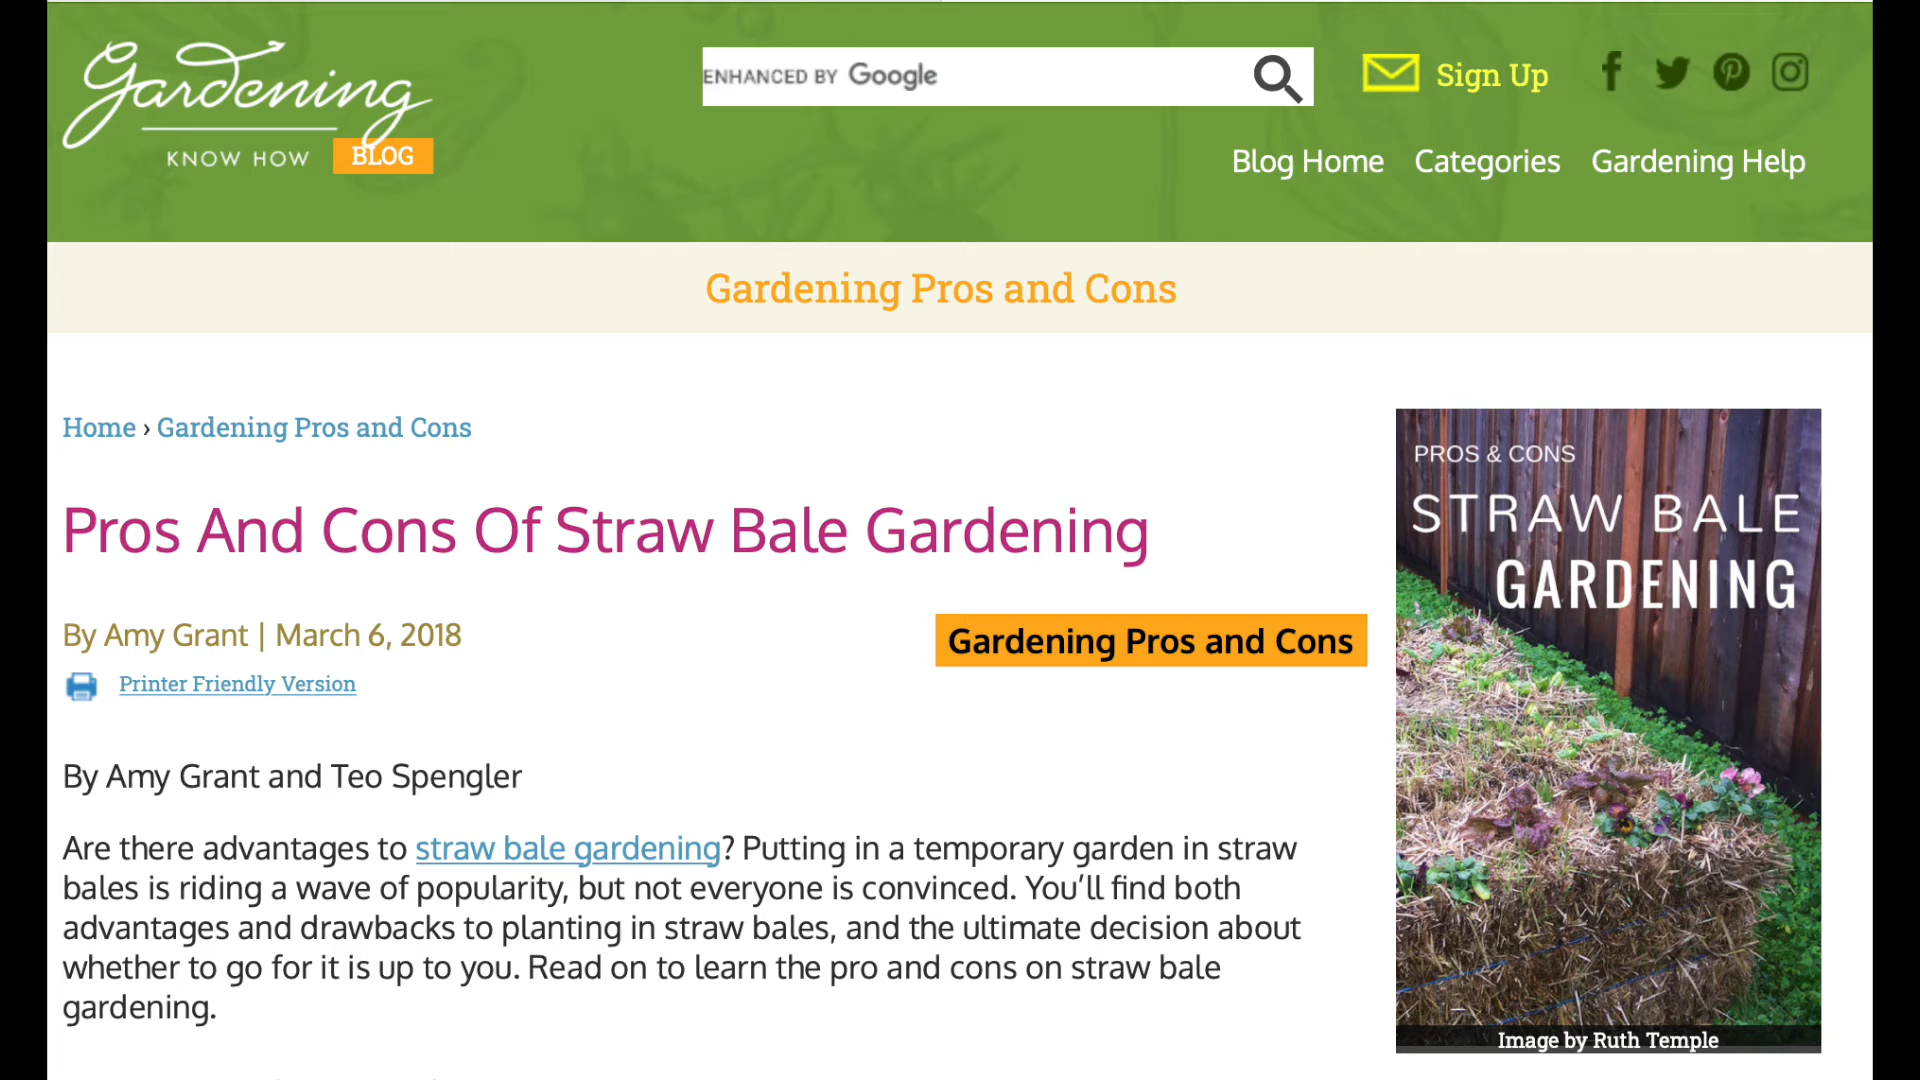 Gardening
KNOW HOW
BLOG
ENHANCED BY Google
Sign Up
Blog Home Categories Gardening Help
Gardening Pros and Cons
Home › Gardening Pros and Cons
Pros And Cons Of Straw Bale Gardening
By Amy Grant | March 6, 2018
Gardening Pros and Cons
Printer Friendly Version
By Amy Grant and Teo Spengler
Are there advantages to straw bale gardening? Putting in a temporary garden in straw
bales is riding a wave of popularity, but not everyone is convinced. You’ll find both
advantages and drawbacks to planting in straw bales, and the ultimate decision about
whether to go for it is up to you. Read on to learn the pro and cons on straw bale
gardening.
PROS & CONS
STRAW BALE
GARDENING
Image by Ruth Temple